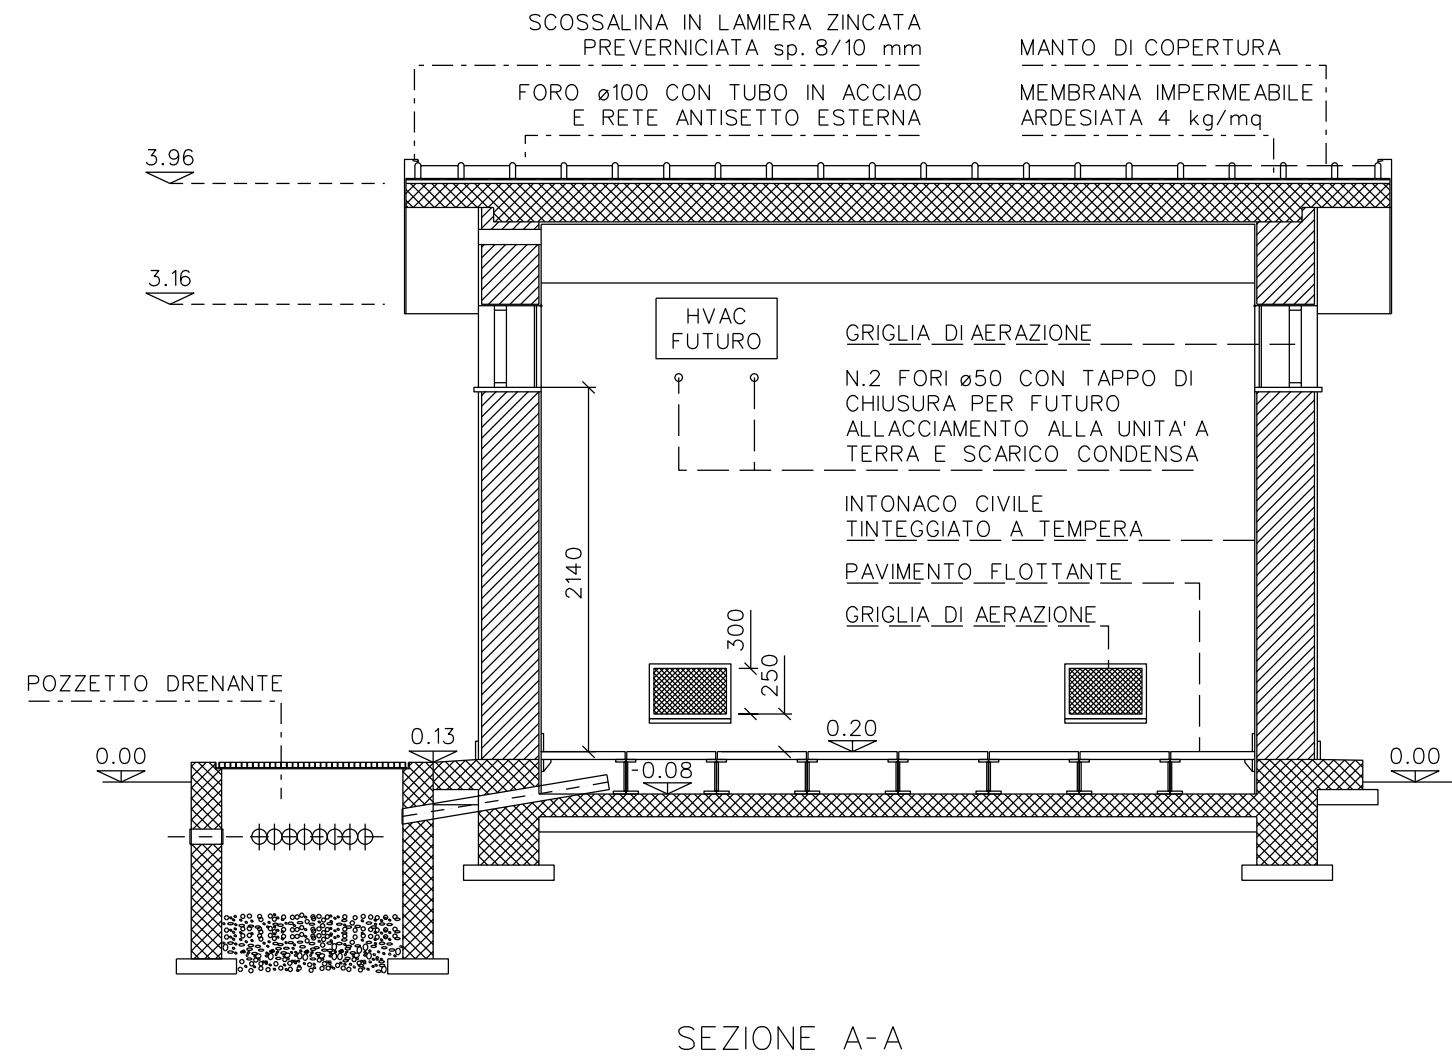 SCOSSALINA IN LAMIERA ZINCATA
PREVERNICIATA sp. 8/10 mm
MANTO DI COPERTURA
FORO ø100 CON TUBO IN ACCIAO
E RETE ANTISETTO ESTERNA
MEMBRANA IMPERMEABILE
ARDESIATA 4 kg/mq
3.96
3.16
HVAC
FUTURO
GRIGLIA DI AERAZIONE
N.2 FORI ø50 CON TAPPO DI
CHIUSURA PER FUTURO
ALLACCIAMENTO ALLA UNITA' A
TERRA E SCARICO CONDENSA
INTONACO CIVILE
TINTEGGIATO A TEMPERA
2140
PAVIMENTO FLOTTANTE
GRIGLIA DI AERAZIONE
300
250
POZZETTO DRENANTE
0.00
0.13
0.20
-0.08
0.00
SEZIONE A-A